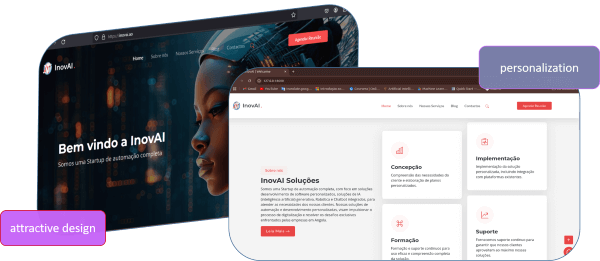 InovAI.
Home
Sobre nós
Nossos Serviços
Contactos
Agende Reunião
Bem vindo a InovAI
Somos uma Startup de automação completa
attractive design
personalization
InovAI.
Home
Sobre nós
Nossos Serviços
Blog
Contactos
Agende Reunião
Sobre nós
InovAI Soluções
Somos uma Startup de automação completa, com foco em soluções
desenvolvimento de software personalizados, soluções de IA
(inteligência artificial) generativa, Robótica e Chatbot integrados, para
atender às necessidades dos nossos clientes. Nossas soluções de
automação e desenvolvimento personalizadas, visam impulsionar o
processo de digitalização e resolver os desafios exclusivos
enfrentados pelas empresas em Angola.
Leia Mais
Concepção
Compreensão das necessidades do
cliente e elaboração de planos
personalizados.
Implementação
Implementação da solução
personalizada, incluindo integração
com plataformas existentes.
Formação
Formação e suporte contínuo para
uso eficaz e compreensão completa
da solução.
Suporte
Fornecemos suporte contínuo para
garantir que nossos clientes
aproveitem ao máximo nossas
soluções.